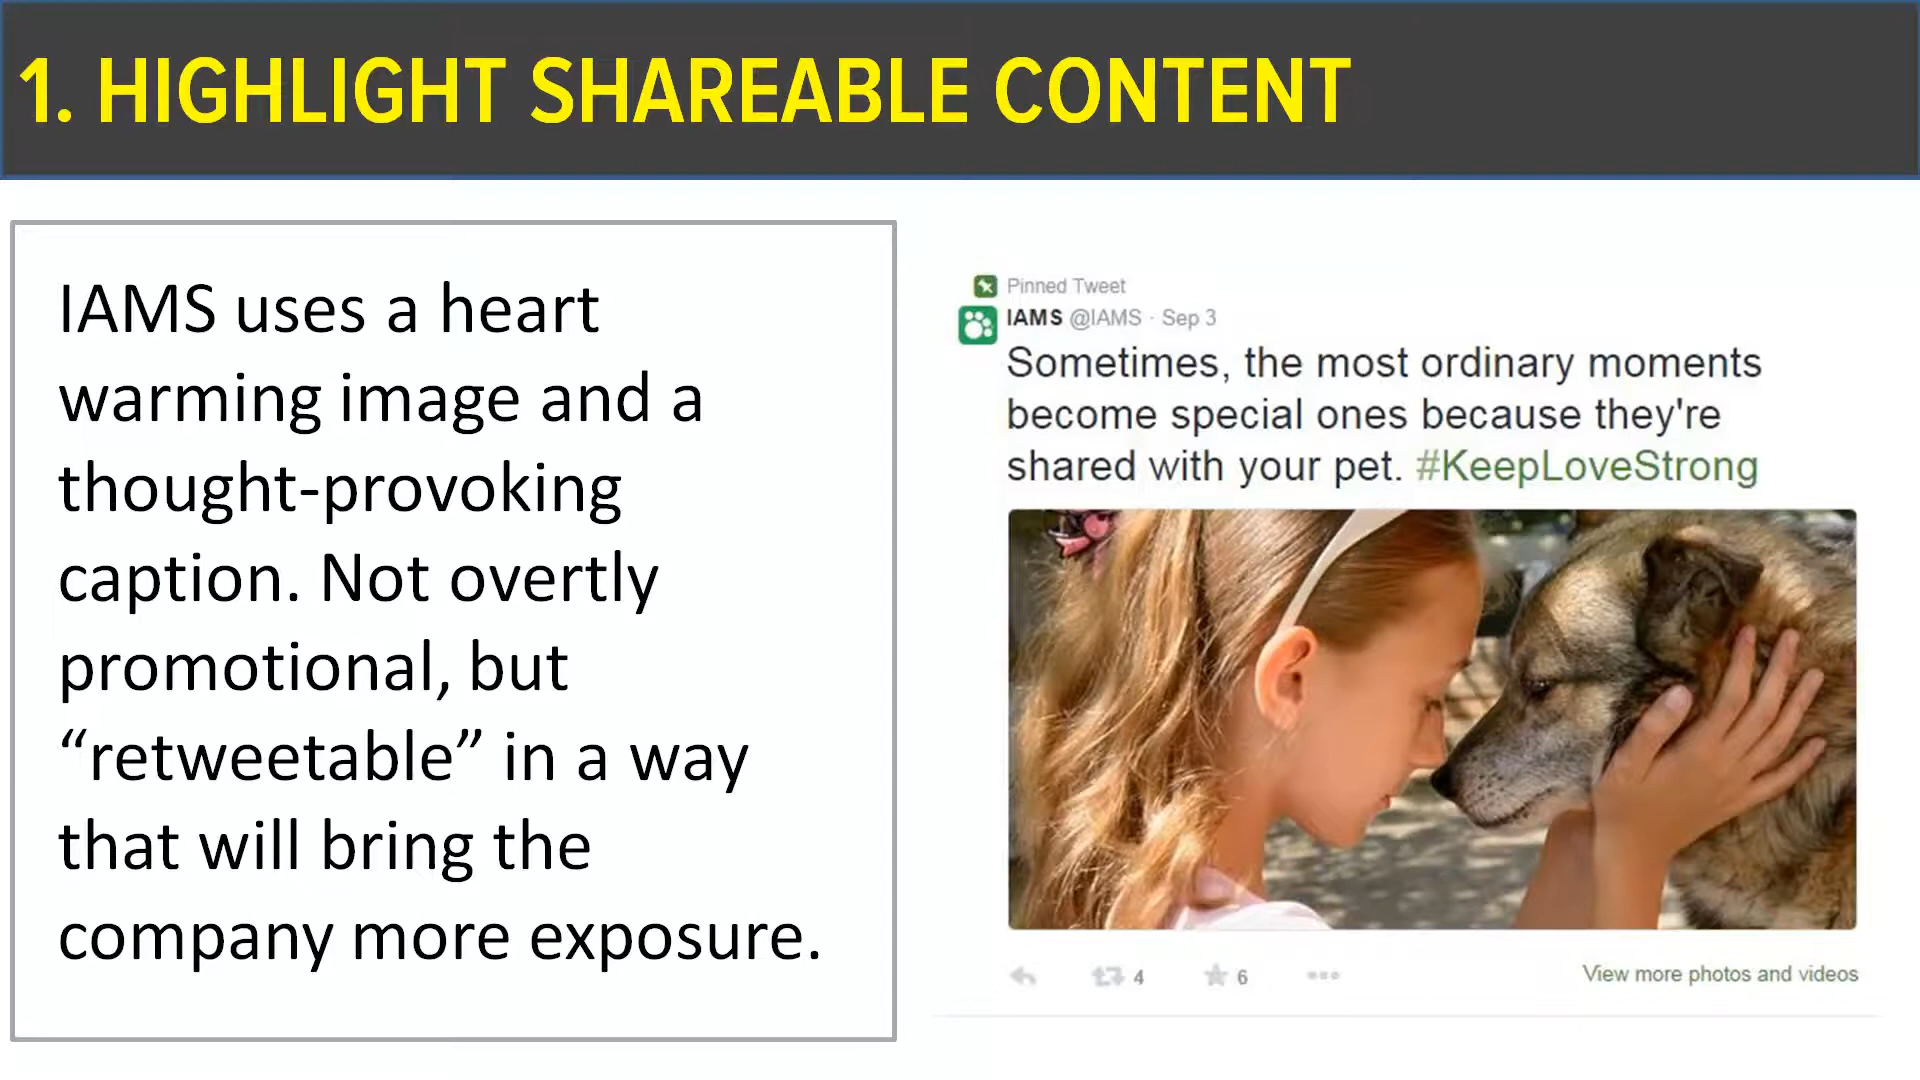 1. HIGHLIGHT SHAREABLE CONTENT
IAMS uses a heart
warming image and a
thought-provoking
caption. Not overtly
promotional, but
“retweetable” in a way
that will bring the
company more exposure.
Pinned Tweet
IAMS @IAMS · Sep 3
Sometimes, the most ordinary moments
become special ones because they're
shared with your pet. #KeepLoveStrong
4 6
View more photos and videos